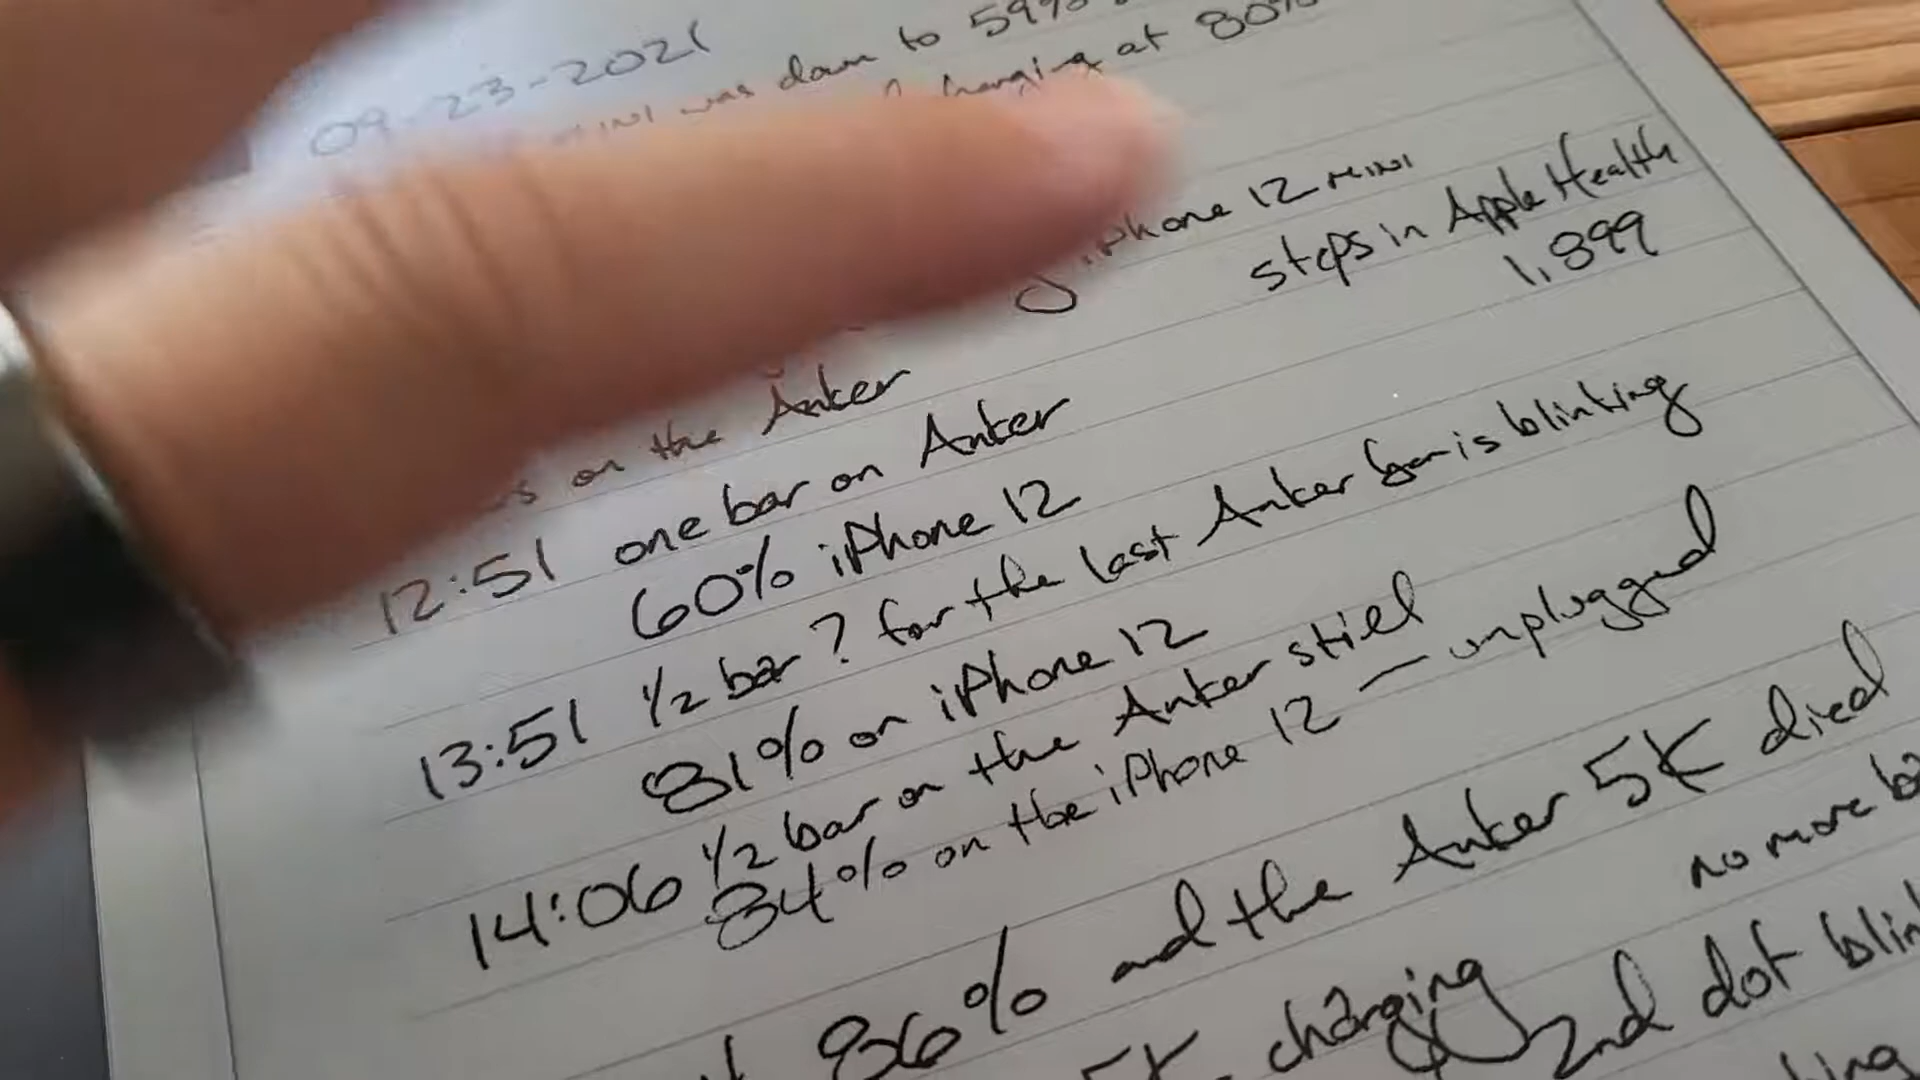 09-23-2021
MINI was down to 59%
charging at 80%
iPhone 12 MINI
steps in Apple Health
1,899
on the Anker
12:51 one bar on Anker
60% iPhone 12
13:51 1/2 bar? for the last Anker bar is blinking
81% on iPhone 12
14:06 1/2 bar on the Anker still
84% on the iPhone 12 — unplugged
86% and the Anker 5K died
no more
5K charging
2nd dot